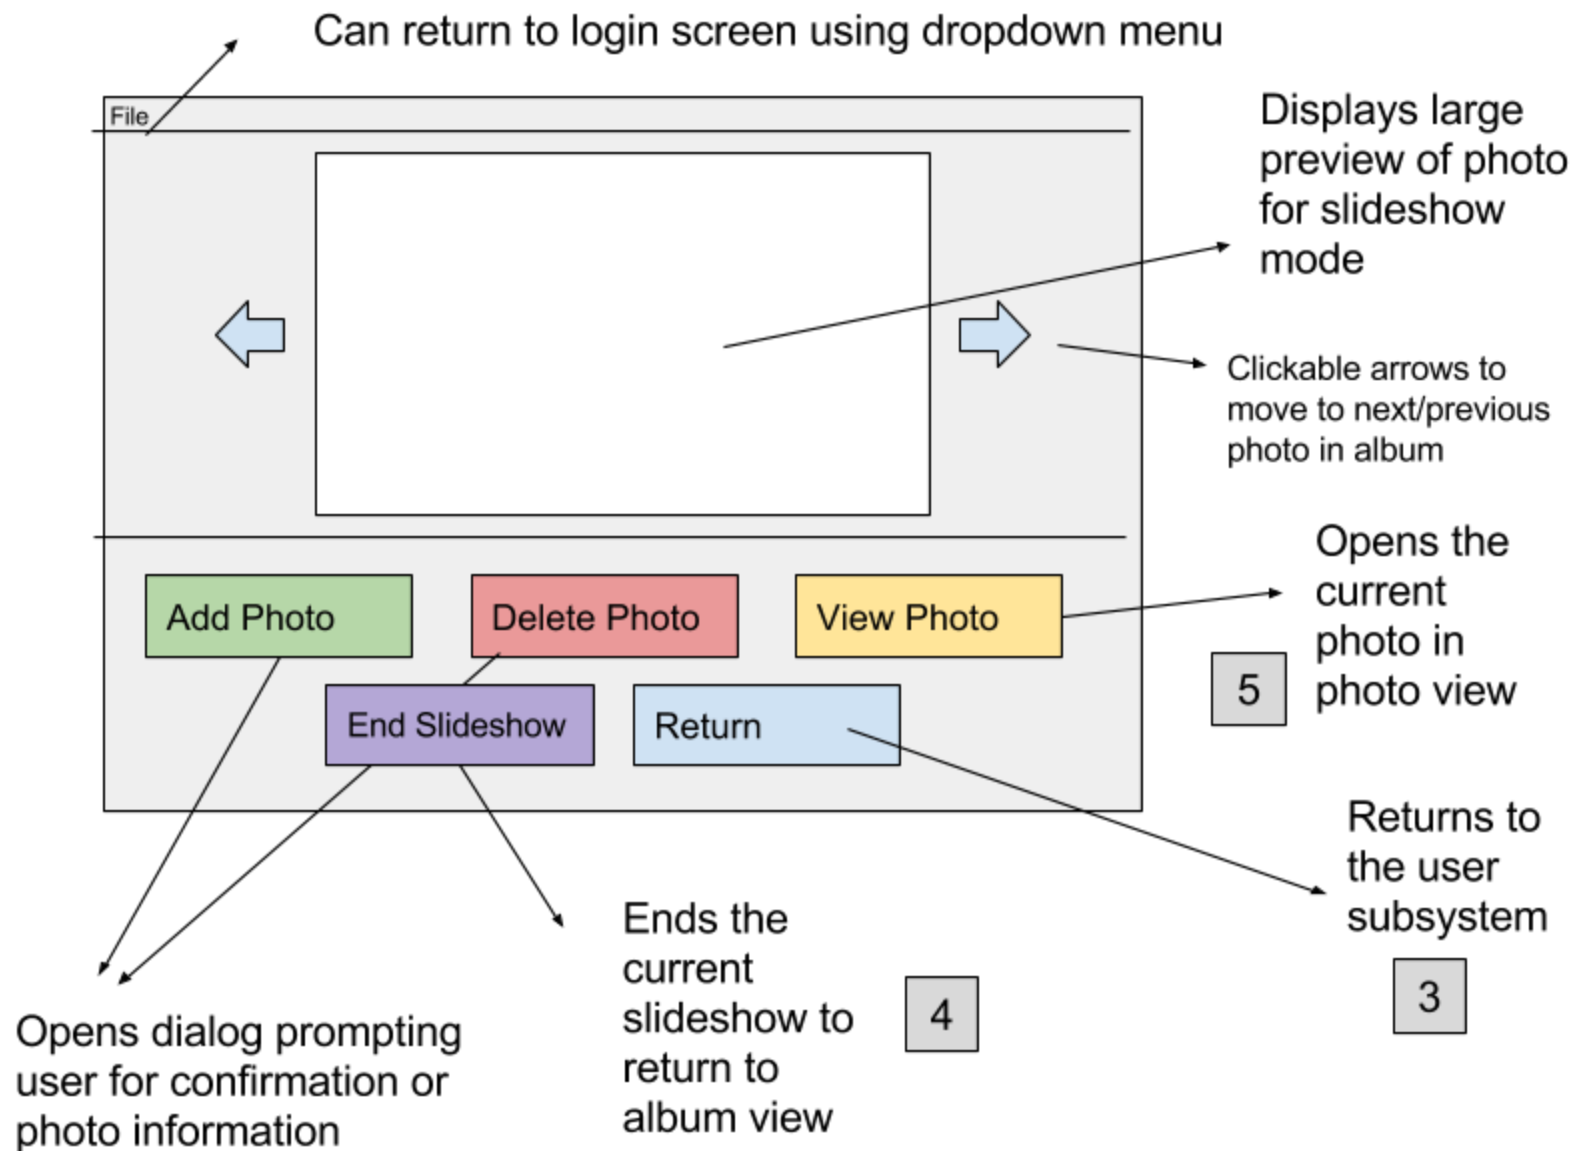 Can return to login screen using dropdown menu
File
Displays large
preview of photo
for slideshow
mode
Clickable arrows to
move to next/previous
photo in album
Add Photo
Delete Photo
View Photo
End Slideshow
Return
Opens the
current
photo in
photo view
5
Returns to
the user
subsystem
3
Ends the
current
slideshow to
return to
album view
4
Opens dialog prompting
user for confirmation or
photo information